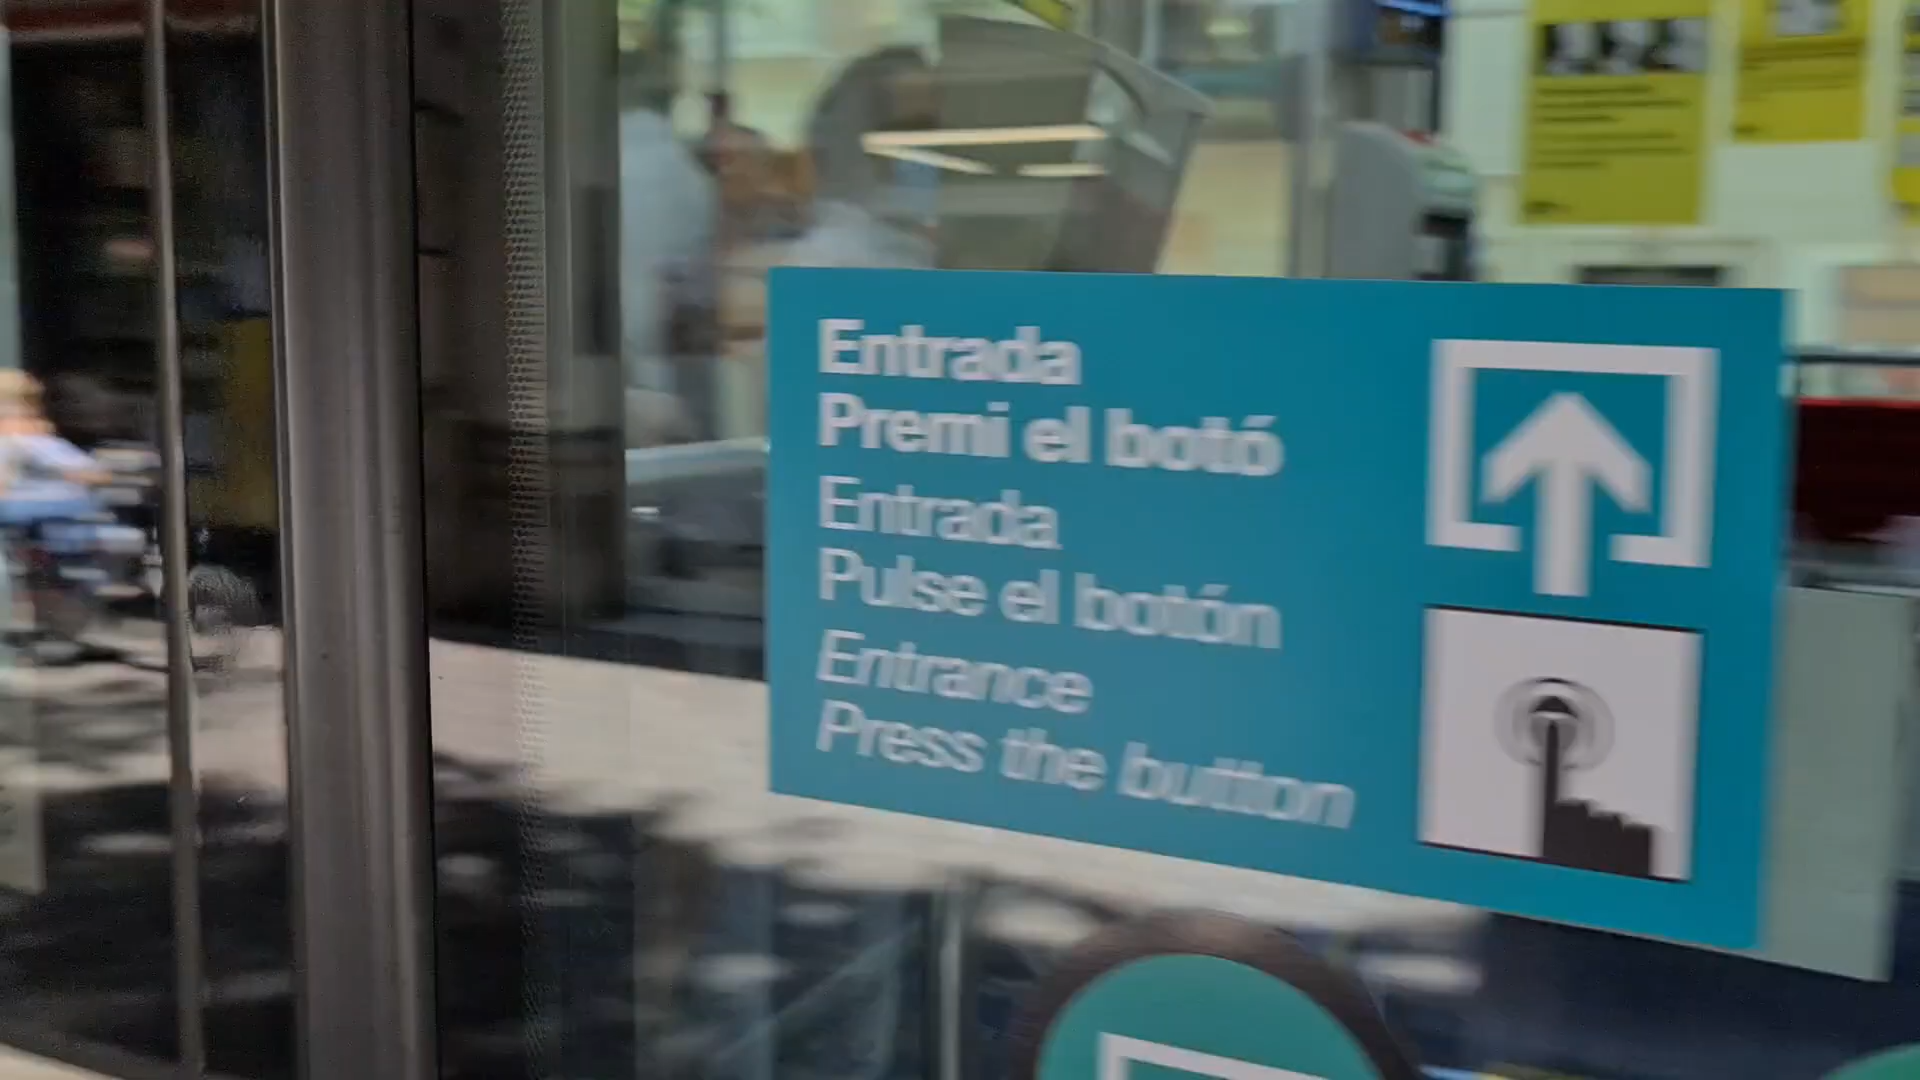 Entrada
Premi el botó
Entrada
Pulse el botón
Entrance
Press the button